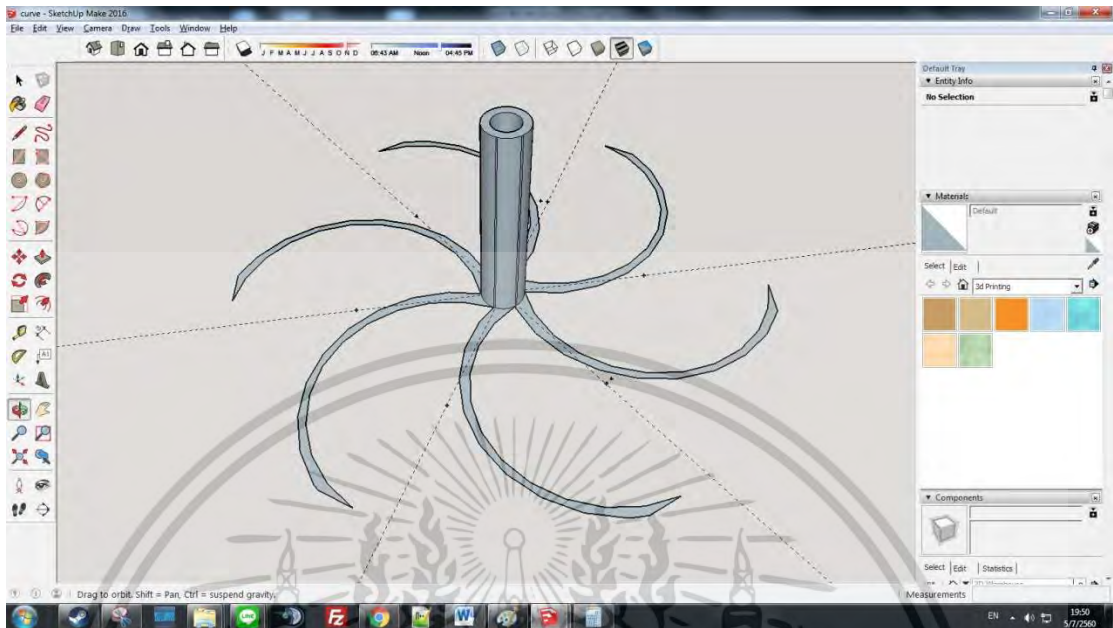 curve - SketchUp Make 2016
File Edit View Camera Draw Tools Window Help
J F M A M J J A S O N D 06:43 AM Noon 04:45 PM
Default Tray
Entity Info
No Selection
Materials
Default
Select Edit
3d Printing
Components
Select Edit Statistics
Drag to orbit. Shift = Pan, Ctrl = suspend gravity.
Measurements
EN
19:50
5/7/2560